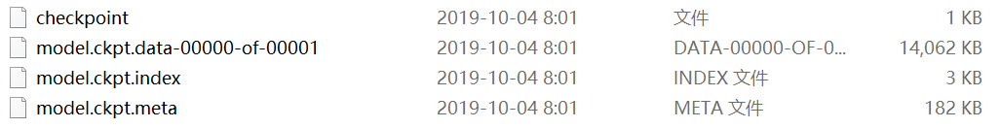 checkpoint 2019-10-04 8:01 文件 1 KB
model.ckpt.data-00000-of-00001 2019-10-04 8:01 DATA-00000-OF-0... 14,062 KB
model.ckpt.index 2019-10-04 8:01 INDEX 文件 3 KB
model.ckpt.meta 2019-10-04 8:01 META 文件 182 KB